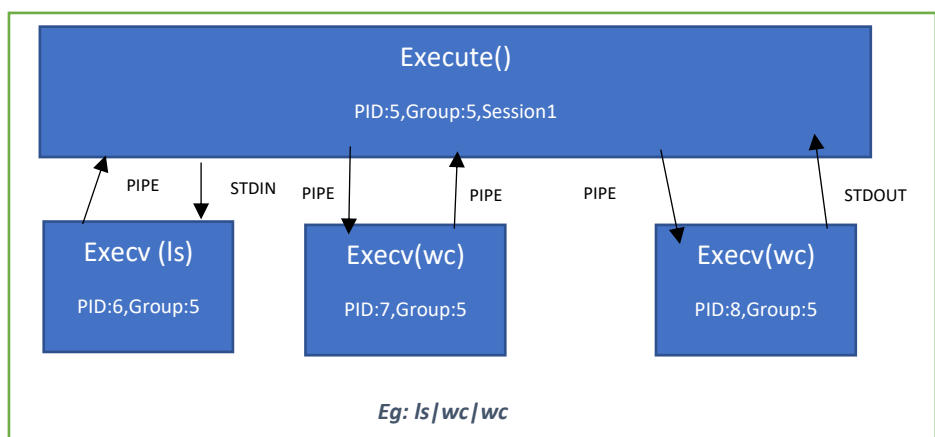 Execute()
PID:5,Group:5,Session1
PIPE
STDIN
PIPE
PIPE
PIPE
STDOUT
Execv (ls)
PID:6,Group:5
Execv(wc)
PID:7,Group:5
Execv(wc)
PID:8,Group:5
Eg: ls|wc|wc